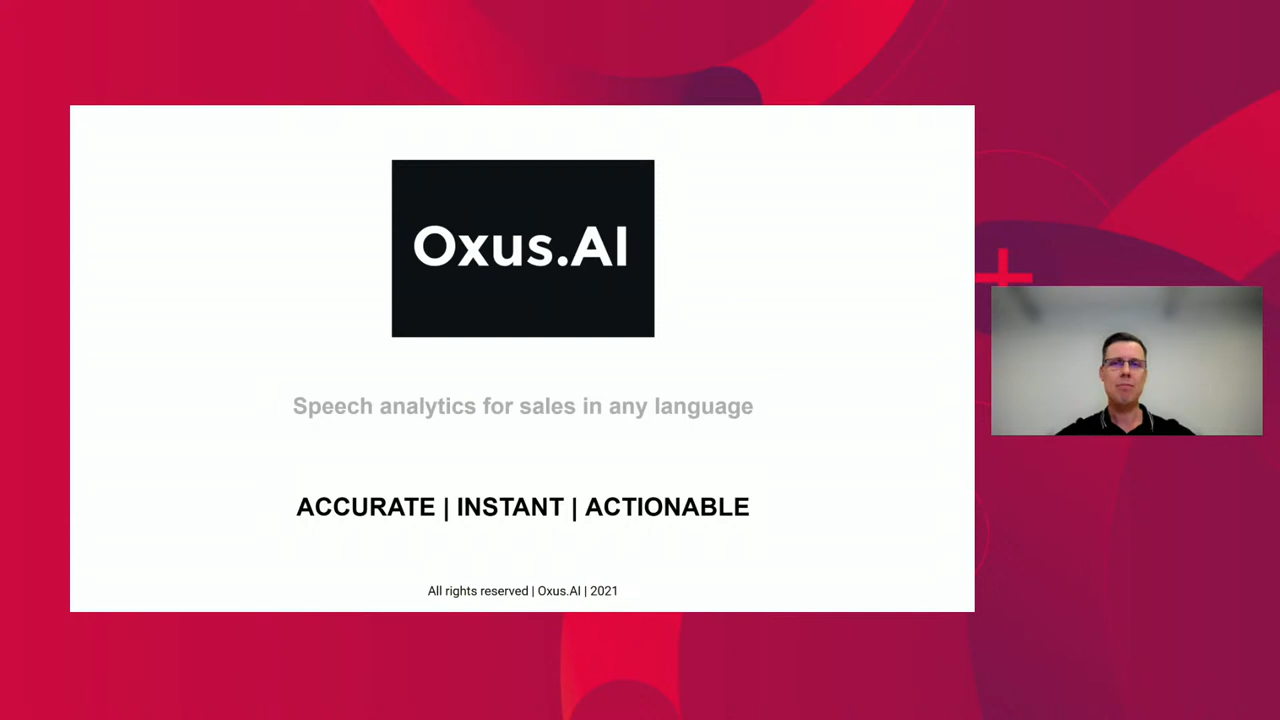 Oxus.AI
Speech analytics for sales in any language
ACCURATE | INSTANT | ACTIONABLE
All rights reserved | Oxus.AI | 2021